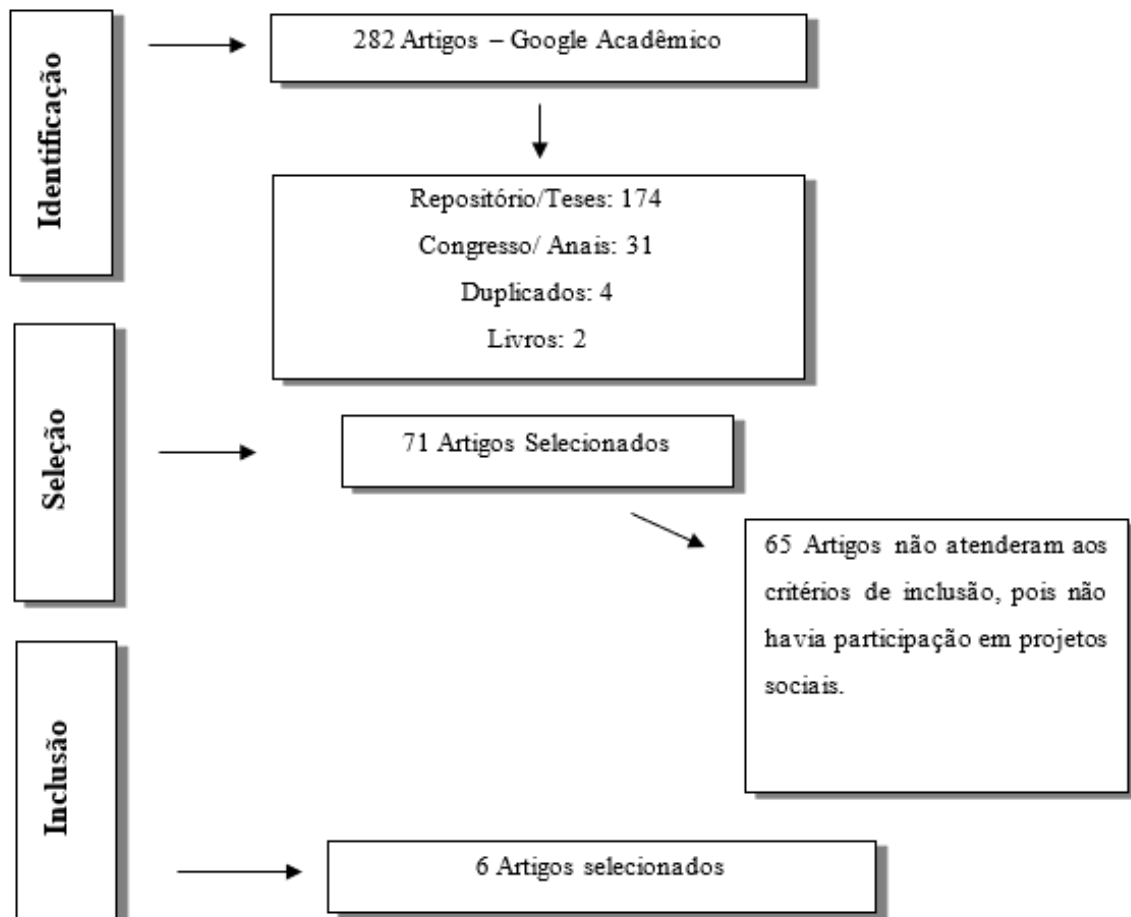 Identificação
282 Artigos – Google Acadêmico
Repositório/Teses: 174
Congresso/ Anais: 31
Duplicados: 4
Livros: 2
Seleção
71 Artigos Selecionados
65 Artigos não atenderam aos
critérios de inclusão, pois não
havia participação em projetos
sociais.
Inclusão
6 Artigos selecionados